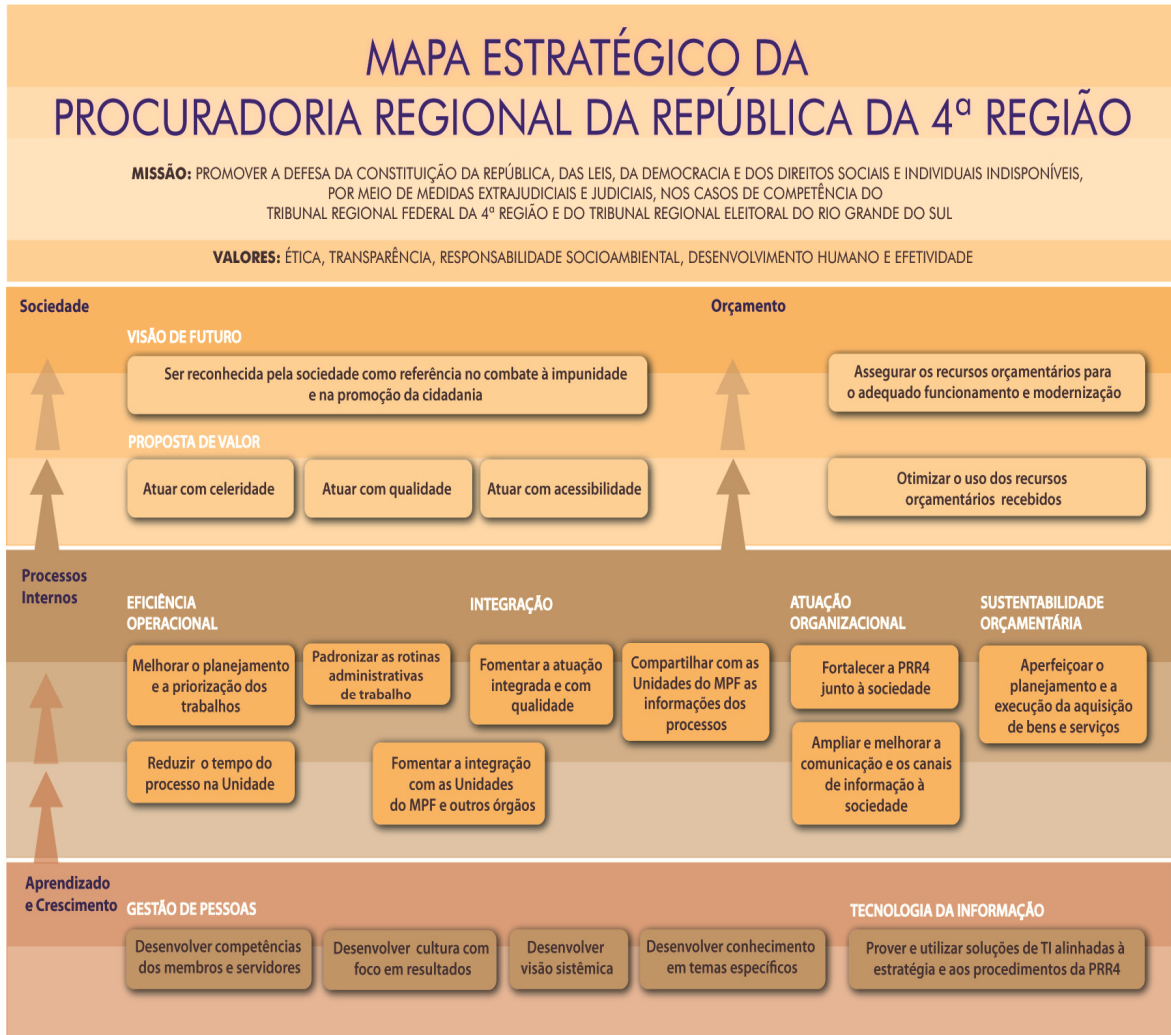 MAPA ESTRATÉGICO DA
PROCURADORIA REGIONAL DA REPÚBLICA DA 4ª REGIÃO
MISSÃO: PROMOVER A DEFESA DA CONSTITUIÇÃO DA REPÚBLICA, DAS LEIS, DA DEMOCRACIA E DOS DIREITOS SOCIAIS E INDIVIDUAIS INDISPONÍVEIS,
POR MEIO DE MEDIDAS EXTRAJUDICIAIS E JUDICIAIS, NOS CASOS DE COMPETÊNCIA DO
TRIBUNAL REGIONAL FEDERAL DA 4ª REGIÃO E DO TRIBUNAL REGIONAL ELEITORAL DO RIO GRANDE DO SUL
VALORES: ÉTICA, TRANSPARÊNCIA, RESPONSABILIDADE SOCIOAMBIENTAL, DESENVOLVIMENTO HUMANO E EFETIVIDADE
Sociedade
VISÃO DE FUTURO
Ser reconhecida pela sociedade como referência no combate à impunidade
e na promoção da cidadania
PROPOSTA DE VALOR
Atuar com celeridade
Atuar com qualidade
Atuar com acessibilidade
Orçamento
Assegurar os recursos orçamentários para
o adequado funcionamento e modernização
Otimizar o uso dos recursos
orçamentários recebidos
Processos
Internos
EFICIÊNCIA
OPERACIONAL
Melhorar o planejamento
e a priorização dos
trabalhos
Padronizar as rotinas
administrativas
de trabalho
Reduzir o tempo do
processo na Unidade
INTEGRAÇÃO
Fomentar a atuação
integrada e com
qualidade
Compartilhar com as
Unidades do MPF as
informações dos
processos
Fomentar a integração
com as Unidades
do MPF e outros órgãos
ATUAÇÃO
ORGANIZACIONAL
Fortalecer a PRR4
junto à sociedade
Ampliar e melhorar a
comunicação e os canais
de informação à
sociedade
SUSTENTABILIDADE
ORÇAMENTÁRIA
Aperfeiçoar o
planejamento e a
execução da aquisição
de bens e serviços
Aprendizado
e Crescimento
GESTÃO DE PESSOAS
Desenvolver competências
dos membros e servidores
Desenvolver cultura com
foco em resultados
Desenvolver
visão sistêmica
Desenvolver conhecimento
em temas específicos
TECNOLOGIA DA INFORMAÇÃO
Prover e utilizar soluções de TI alinhadas à
estratégia e aos procedimentos da PRR4